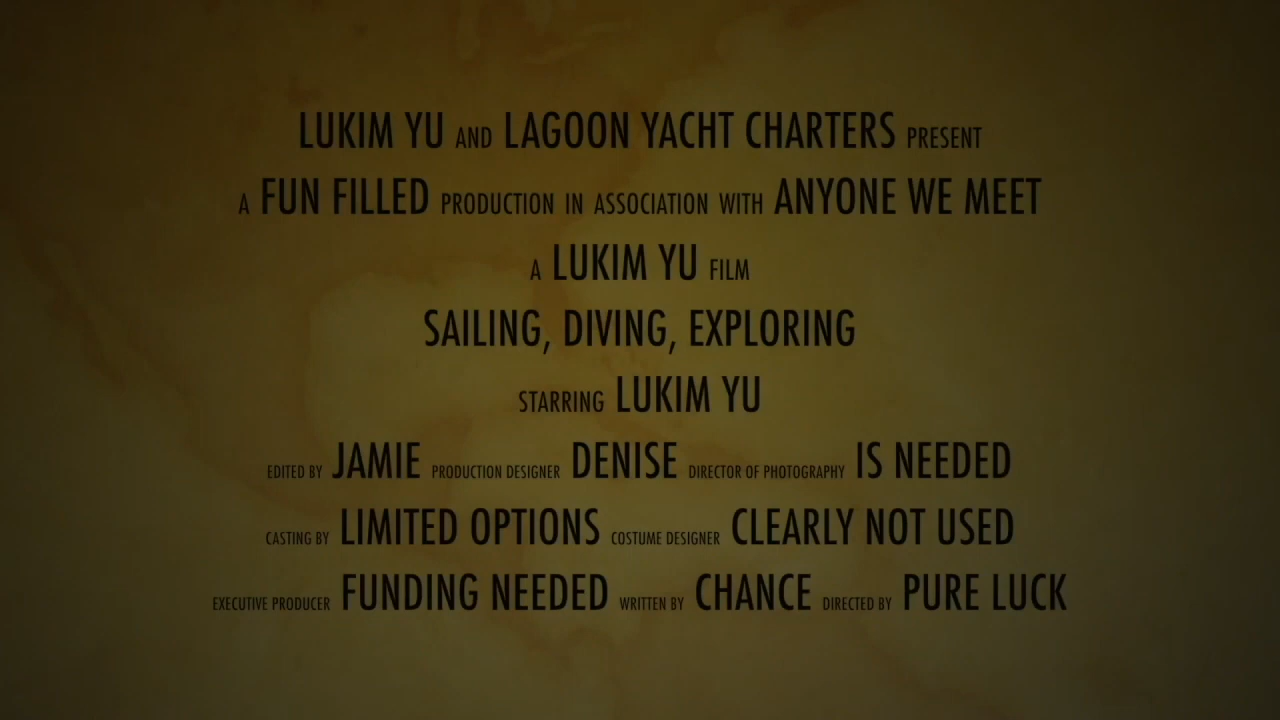 LUKIM YU AND LAGOON YACHT CHARTERS PRESENT
A FUN FILLED PRODUCTION IN ASSOCIATION WITH ANYONE WE MEET
A LUKIM YU FILM
SAILING, DIVING, EXPLORING
STARRING LUKIM YU
EDITED BY JAMIE PRODUCTION DESIGNER DENISE DIRECTOR OF PHOTOGRAPHY IS NEEDED
CASTING BY LIMITED OPTIONS COSTUME DESIGNER CLEARLY NOT USED
EXECUTIVE PRODUCER FUNDING NEEDED WRITTEN BY CHANCE DIRECTED BY PURE LUCK